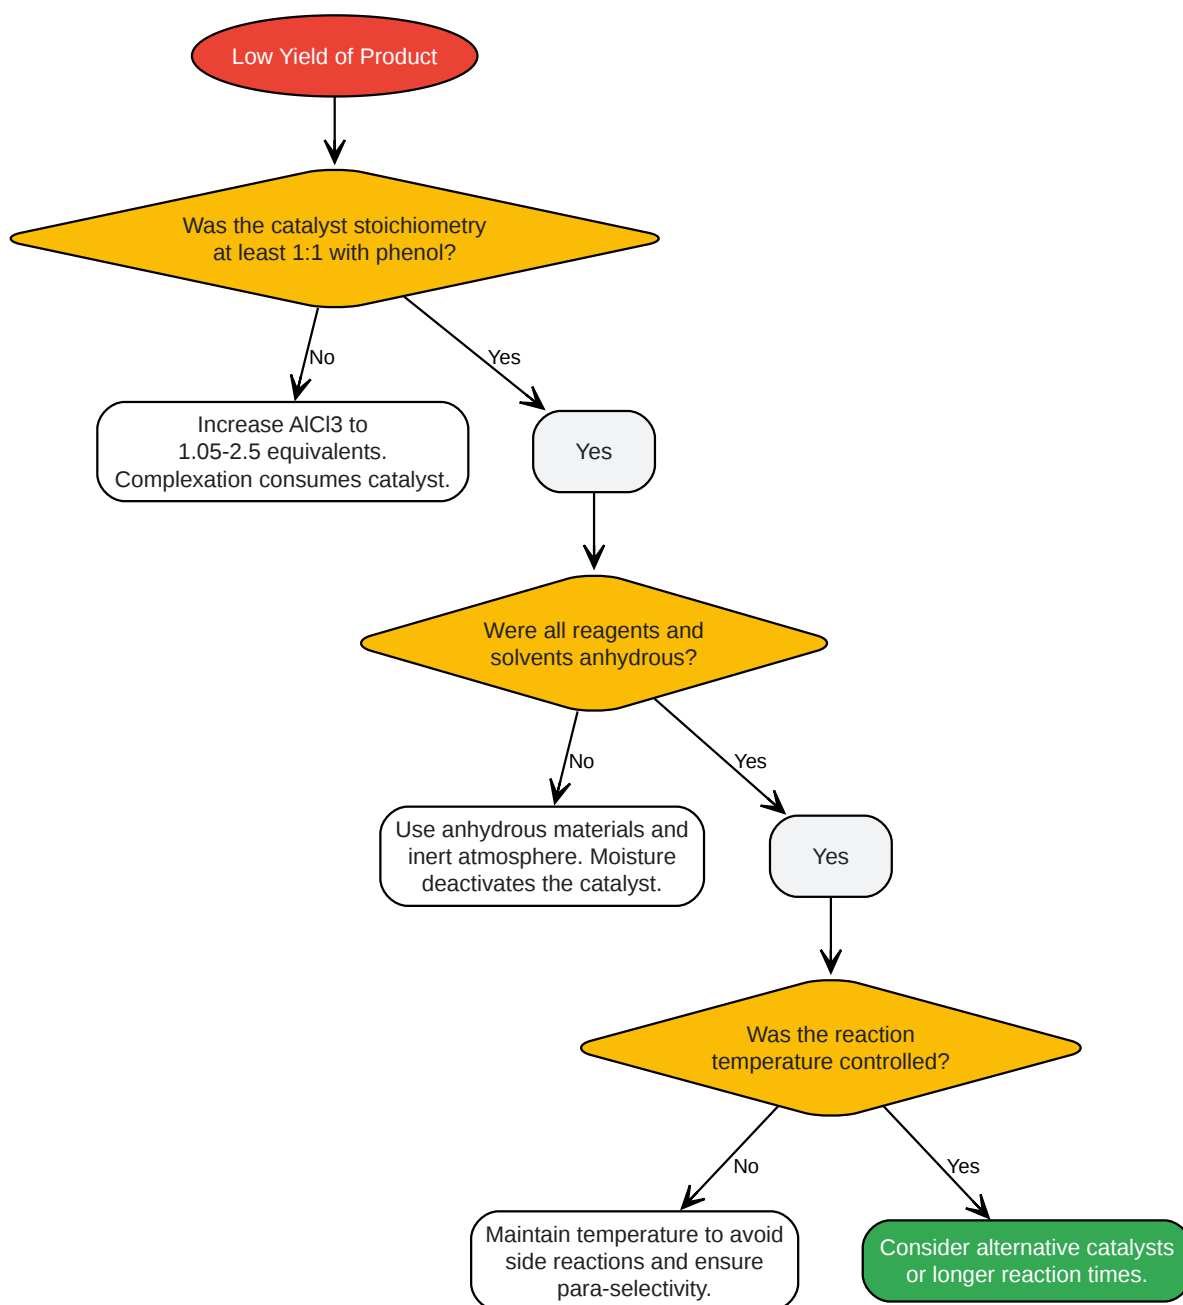 Low Yield of Product
Was the catalyst stoichiometry
at least 1:1 with phenol?
No
Yes
Increase AlCl3 to
1.05-2.5 equivalents.
Complexation consumes catalyst.
Yes
Were all reagents and
solvents anhydrous?
No
Yes
Use anhydrous materials and
inert atmosphere. Moisture
deactivates the catalyst.
Yes
Was the reaction
temperature controlled?
No
Yes
Maintain temperature to avoid
side reactions and ensure
para-selectivity.
Consider alternative catalysts
or longer reaction times.